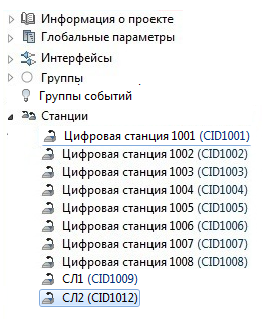 Информация о проекте
Глобальные параметры
Интерфейсы
Группы
Группы событий
Станции
Цифровая станция 1001 (CID1001)
Цифровая станция 1002 (CID1002)
Цифровая станция 1003 (CID1003)
Цифровая станция 1004 (CID1004)
Цифровая станция 1005 (CID1005)
Цифровая станция 1006 (CID1006)
Цифровая станция 1007 (CID1007)
Цифровая станция 1008 (CID1008)
СЛ1 (CID1009)
СЛ2 (CID1012)